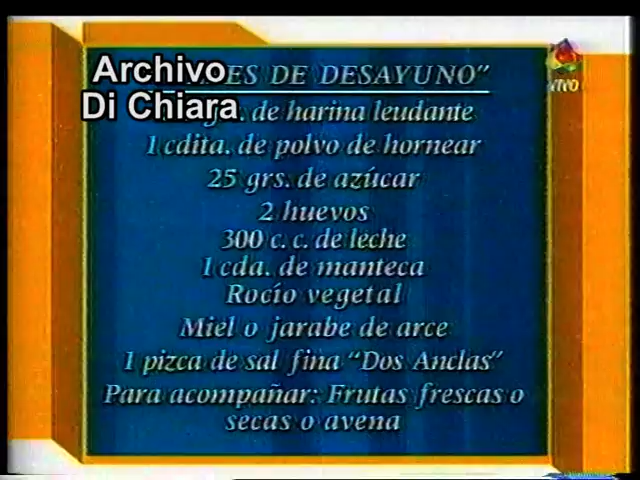 Archivo
Di Chiara
ES DE DESAYUNO"
de harina leudante
1 cdita. de polvo de hornear
25 grs. de azúcar
2 huevos
300 c. c. de leche
1 cda. de manteca
Rocío vegetal
Miel o jarabe de arce
1 pizca de sal fina "Dos Anclas"
Para acompañar: Frutas frescas o
secas o avena
VIVO